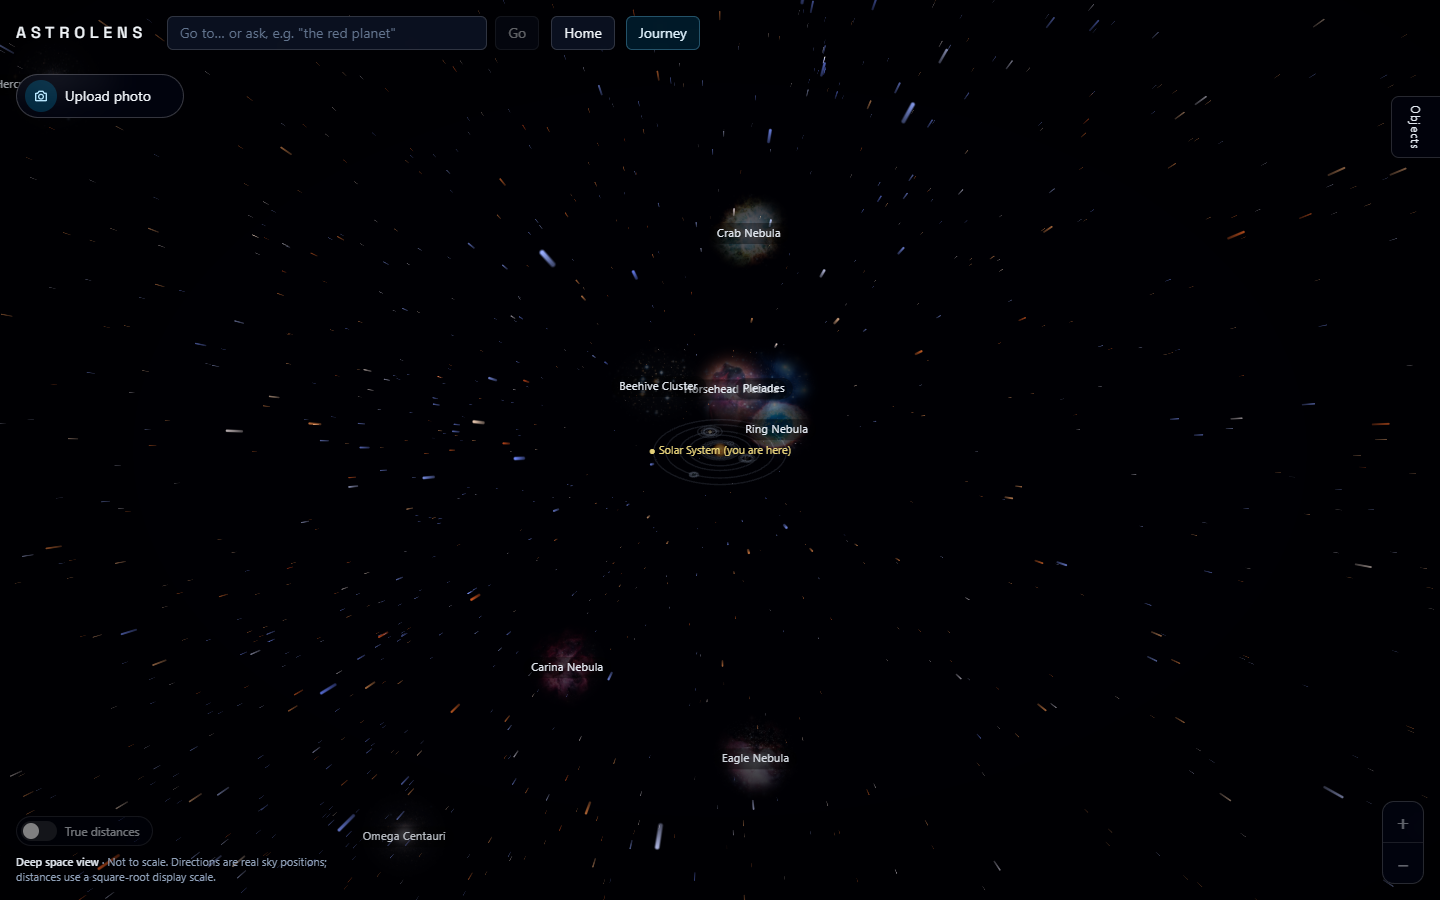 ASTROLENS
Go to... or ask, e.g. "the red planet"
Go
Home
Journey
Upload photo
Objects
Crab Nebula
Beehive Cluster
Pleiades
Ring Nebula
Solar System (you are here)
Carina Nebula
Eagle Nebula
Omega Centauri
True distances
Deep space view · Not to scale. Directions are real sky positions;
distances use a square-root display scale.
+
−